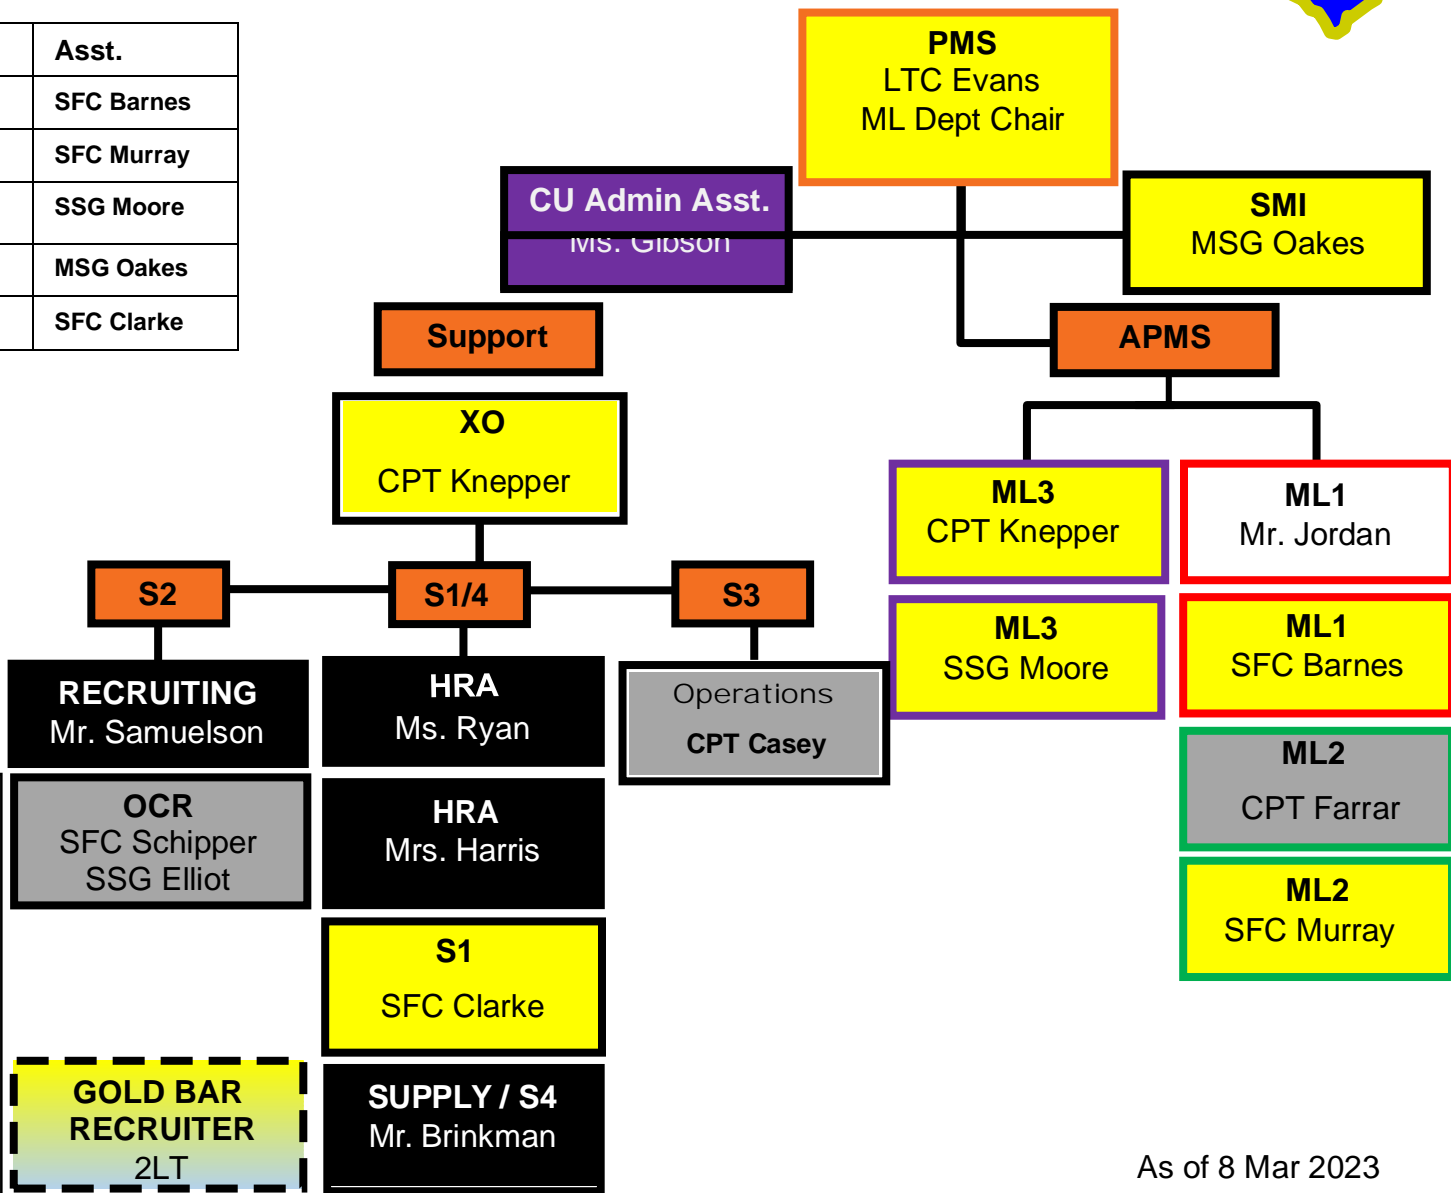 Asst.
SFC Barnes
SFC Murray
SSG Moore
MSG Oakes
SFC Clarke
PMS
LTC Evans
ML Dept Chair
CU Admin Asst.
Ms. Gibson
SMI
MSG Oakes
Support
APMS
XO
CPT Knepper
ML3
CPT Knepper
ML1
Mr. Jordan
S2
S1/4
S3
ML3
SSG Moore
ML1
SFC Barnes
RECRUITING
Mr. Samuelson
HRA
Ms. Ryan
Operations
CPT Casey
ML2
CPT Farrar
OCR
SFC Schipper
SSG Elliot
HRA
Mrs. Harris
ML2
SFC Murray
S1
SFC Clarke
GOLD BAR
RECRUITER
2LT
SUPPLY / S4
Mr. Brinkman
As of 8 Mar 2023